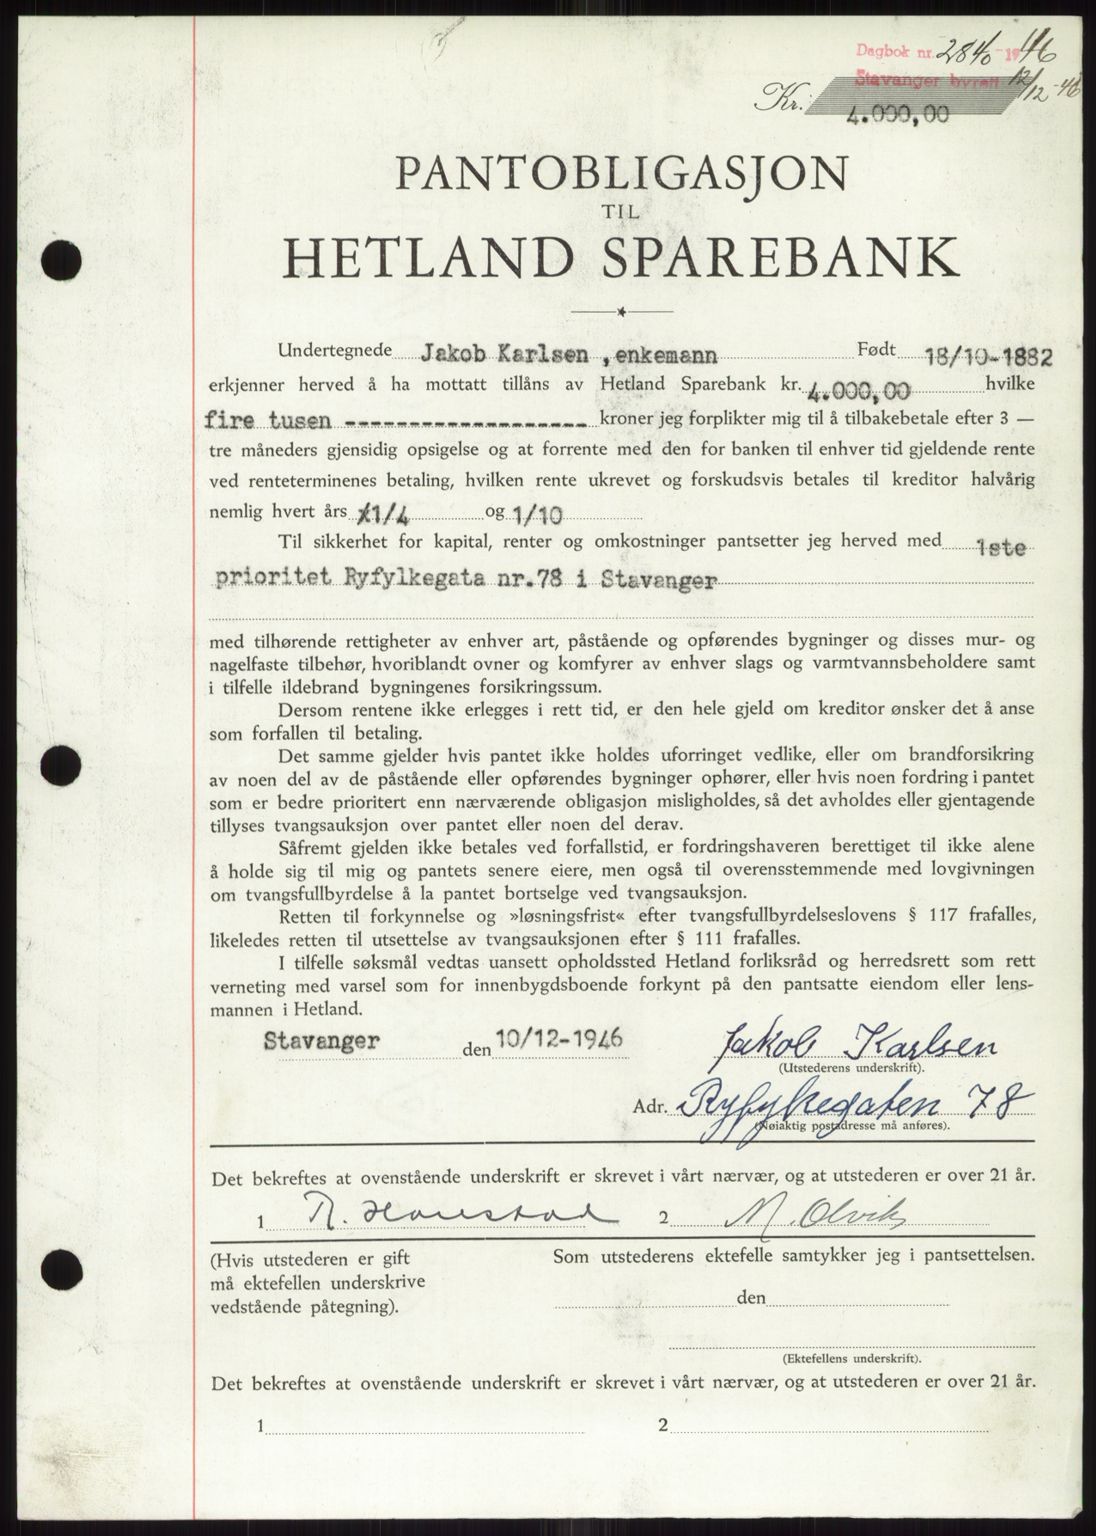 Dagbok nr. 2840 - 1946
Stavanger byrett 12/12-46
Kr. 4.000,00
PANTOBLIGASJON
TIL
HETLAND SPAREBANK
Undertegnede Jakob Karlsen ,enkemann Født 18/10-1882
erkjenner herved å ha mottatt tillåns av Hetland Sparebank kr. 4.000,00 hvilke
fire tusen ------------------- kroner jeg forplikter mig til å tilbakebetale efter 3 —
tre måneders gjensidig opsigelse og at forrente med den for banken til enhver tid gjeldende rente
ved renteterminenes betaling, hvilken rente ukrevet og forskudsvis betales til kreditor halvårig
nemlig hvert års 1/4 og 1/10
Til sikkerhet for kapital, renter og omkostninger pantsetter jeg herved med 1ste
prioritet Ryfylkegata nr.78 i Stavanger
med tilhørende rettigheter av enhver art, påstående og opførendes bygninger og disses mur- og
nagelfaste tilbehør, hvoriblandt ovner og komfyrer av enhver slags og varmtvannsbeholdere samt
i tilfelle ildebrand bygningenes forsikringssum.
Dersom rentene ikke erlegges i rett tid, er den hele gjeld om kreditor ønsker det å anse
som forfallen til betaling.
Det samme gjelder hvis pantet ikke holdes uforringet vedlike, eller om brandforsikring
av noen del av de påstående eller opførendes bygninger ophører, eller hvis noen fordring i pantet
som er bedre prioritert enn nærværende obligasjon misligholdes, så det avholdes eller gjentagende
tillyses tvangsauksjon over pantet eller noen del derav.
Såfremt gjelden ikke betales ved forfallstid, er fordringshaveren berettiget til ikke alene
å holde sig til mig og pantets senere eiere, men også til overensstemmende med lovgivningen
om tvangsfullbyrdelse å la pantet bortselge ved tvangsauksjon.
Retten til forkynnelse og »løsningsfrist« efter tvangsfullbyrdelseslovens § 117 frafalles,
likeledes retten til utsettelse av tvangsauksjonen efter § 111 frafalles.
I tilfelle søksmål vedtas uansett opholdssted Hetland forliksråd og herredsrett som rett
verneting med varsel som for innenbygdsboende forkynt på den pantsatte eiendom eller lens-
mannen i Hetland.
Stavanger den 10/12-1946 Jakob Karlsen
(Utstederens underskrift).
Adr. Ryfylkegaten 78
(Nøiaktig postadresse må anføres).
Det bekreftes at ovenstående underskrift er skrevet i vårt nærvær, og at utstederen er over 21 år.
1 2 M. Olvik
(Hvis utstederen er gift Som utstederens ektefelle samtykker jeg i pantsettelsen.
må ektefellen underskrive
vedstående påtegning). den
(Ektefellens underskrift).
Det bekreftes at ovenstående underskrift er skrevet i vårt nærvær, og at utstederen er over 21 år.
1 2